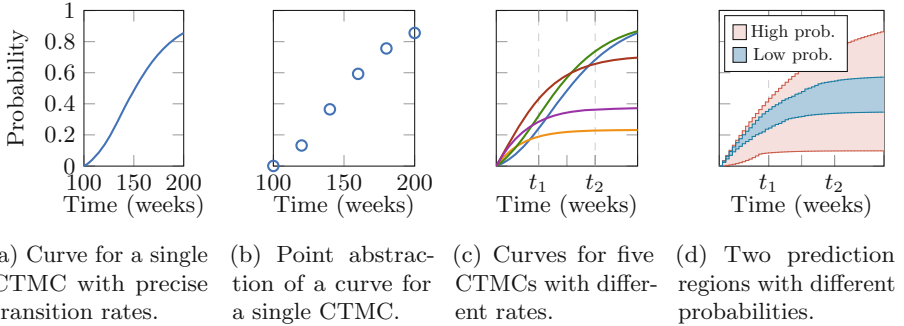 1
0.8
0.6
0.4
0.2
0
Probability
100 150 200
Time (weeks)
100 150 200
Time (weeks)
t1 t2
Time (weeks)
High prob.
Low prob.
t1 t2
Time (weeks)
a) Curve for a single
CTMC with precise
transition rates.
(b) Point abstrac-
tion of a curve for
a single CTMC.
(c) Curves for five
CTMCs with differ-
ent rates.
(d) Two prediction
regions with different
probabilities.